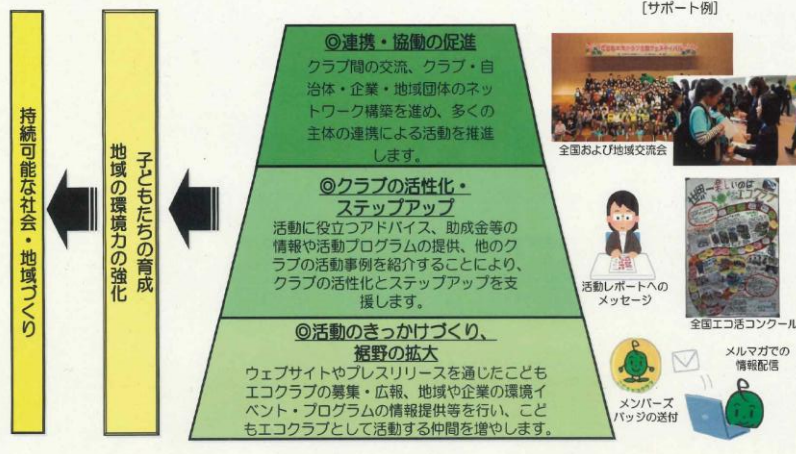 [サポート例]
持続可能な社会・地域づくり
子どもたちの育成
地域の環境力の強化
◎連携・協働の促進
クラブ間の交流、クラブ・自
治体・企業・地域団体のネッ
トワーク構築を進め、多くの
主体の連携による活動を推進
します。
全国および地域交流会
◎クラブの活性化・
ステップアップ
活動に役立つアドバイス、助成金等の
情報や活動プログラムの提供、他のク
ラブの活動事例を紹介することにより、
クラブの活性化とステップアップを支
援します。
活動レポートへの
メッセージ
全国エコ活コンクール
◎活動のきっかけづくり、
裾野の拡大
ウェブサイトやプレスリリースを通じたこども
エコクラブの募集・広報、地域や企業の環境イ
ベント・プログラムの情報提供等を行い、こど
もエコクラブとして活動する仲間を増やします。
メンバーズ
バッジの送付
メルマガでの
情報配信